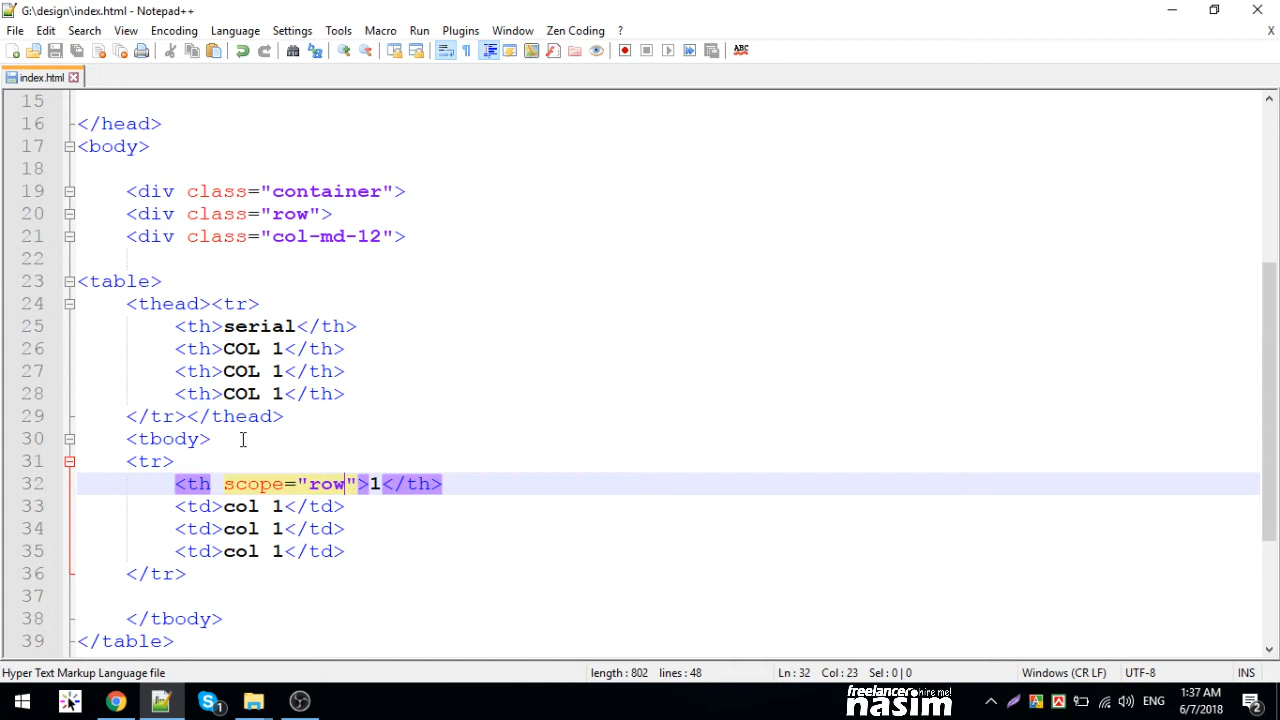 G:\design\index.html - Notepad++
File Edit Search View Encoding Language Settings Tools Macro Run Plugins Window Zen Coding ? X
ABC
index.html
15
16 </head>
17 <body>
18
19 <div class="container">
20 <div class="row">
21 <div class="col-md-12">
22
23 <table>
24 <thead><tr>
25 <th>serial</th>
26 <th>COL 1</th>
27 <th>COL 1</th>
28 <th>COL 1</th>
29 </tr></thead>
30 <tbody>
31 <tr>
32 <th scope="row">1</th>
33 <td>col 1</td>
34 <td>col 1</td>
35 <td>col 1</td>
36 </tr>
37
38 </tbody>
39 </table>
Hyper Text Markup Language file length : 802 lines : 48 Ln : 32 Col : 23 Sel : 0 | 0 Windows (CR LF) UTF-8 INS
freelancer hire me!
nasim
ENG
1:37 AM
6/7/2018
2